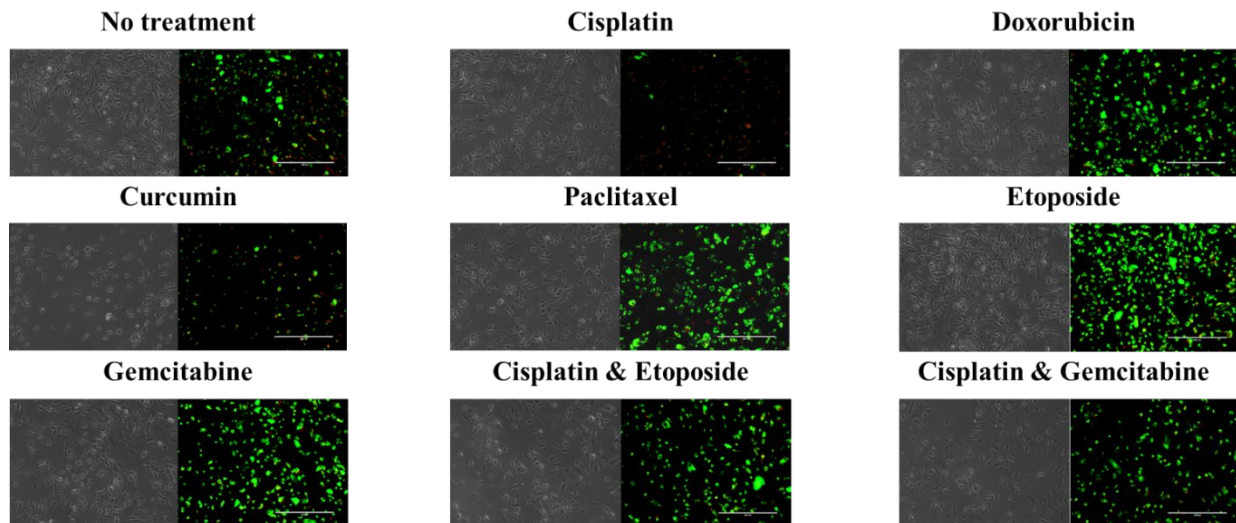 No treatment
Cisplatin
Doxorubicin
Curcumin
Paclitaxel
Etoposide
Gemcitabine
Cisplatin & Etoposide
Cisplatin & Gemcitabine